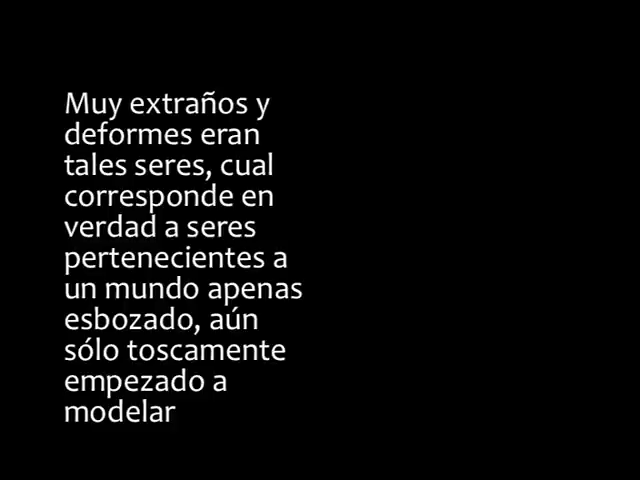 Muy extraños y
deformes eran
tales seres, cual
corresponde en
verdad a seres
pertenecientes a
un mundo apenas
esbozado, aún
sólo toscamente
empezado a
modelar